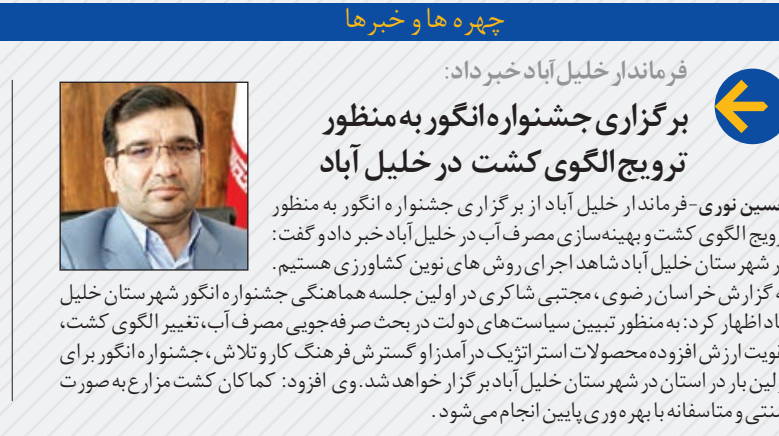 چهره ها و خبرها
فرماندار خلیل‌آباد خبر داد:
برگزاری جشنواره انگور به منظور
ترویج الگوی کشت در خلیل آباد
نوری-فرماندار خلیل آباد از برگزاری جشنواره انگور به منظور
الگوی کشت و بهینه‌سازی مصرف آب در خلیل آباد خبر داد و گفت:
شهرستان خلیل آباد شاهد اجرای روش های نوین کشاورزی هستیم.
گزارش خراسان رضوی، مجتبی شاکری در اولین جلسه هماهنگی جشنواره انگور شهرستان خلیل
اظهار کرد: به منظور تبیین سیاست‌های دولت در بحث صرفه‌جویی مصرف آب، تغییر الگوی کشت،
ارزش افزوده محصولات استراتژیک درآمدزا و گسترش فرهنگ کار و تلاش، جشنواره انگور برای
بار در استان در شهرستان خلیل آباد برگزار خواهد شد. وی افزود: کماکان کشت مزارع به صورت
و متاسفانه با بهره‌وری پایین انجام می‌شود.